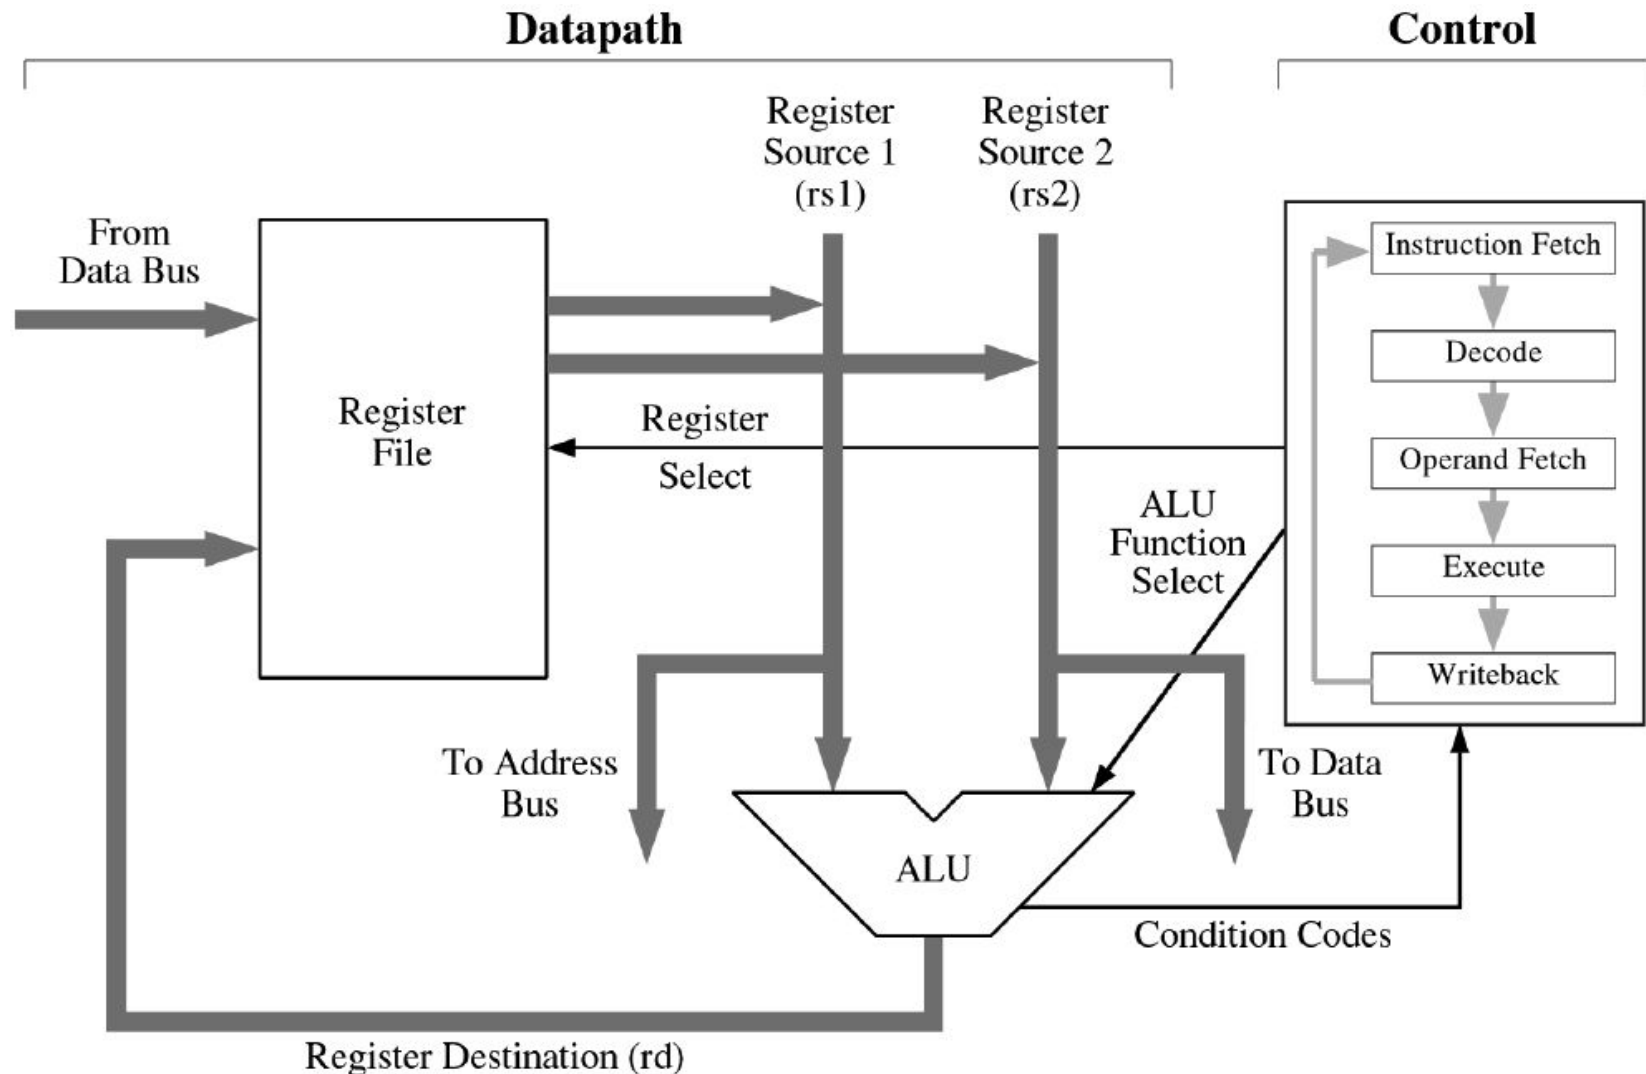 Datapath
Control
Register
Source 1
(rs1)
Register
Source 2
(rs2)
From
Data Bus
Register
File
Register
Select
ALU
Function
Select
Instruction Fetch
Decode
Operand Fetch
Execute
Writeback
To Address
Bus
To Data
Bus
ALU
Condition Codes
Register Destination (rd)